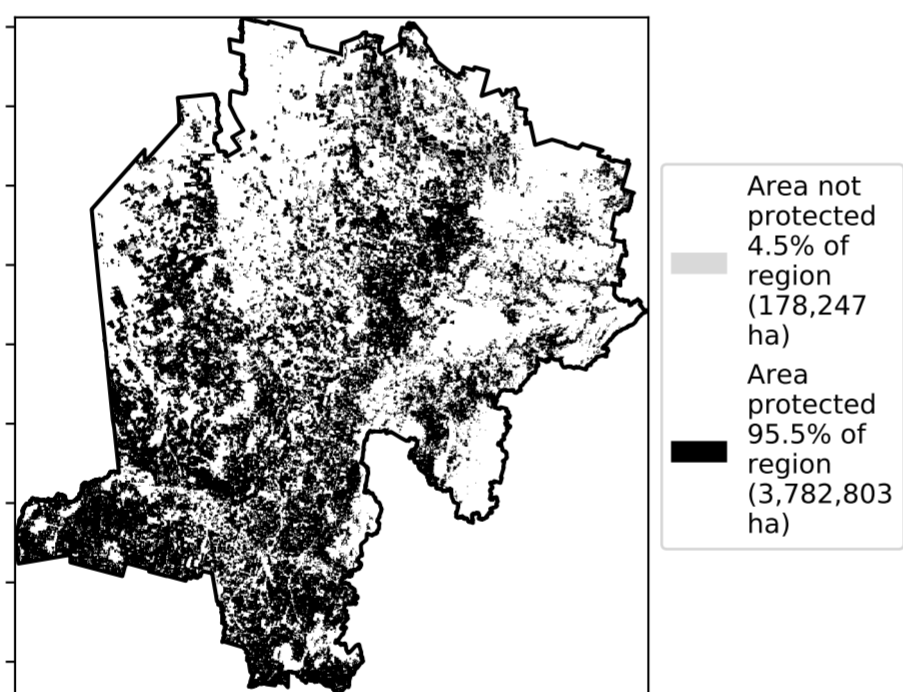 Area not
protected
4.5% of
region
(178,247
ha)
Area
protected
95.5% of
region
(3,782,803
ha)